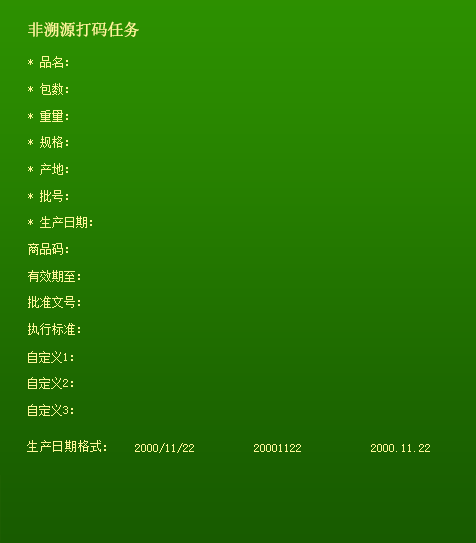 非溯源打码任务
* 品名:
* 包数:
* 重量:
* 规格:
* 产地:
* 批号:
* 生产日期:
商品码:
有效期至:
批准文号:
执行标准:
自定义1:
自定义2:
自定义3:
生产日期格式: 2000/11/22 20001122 2000.11.22